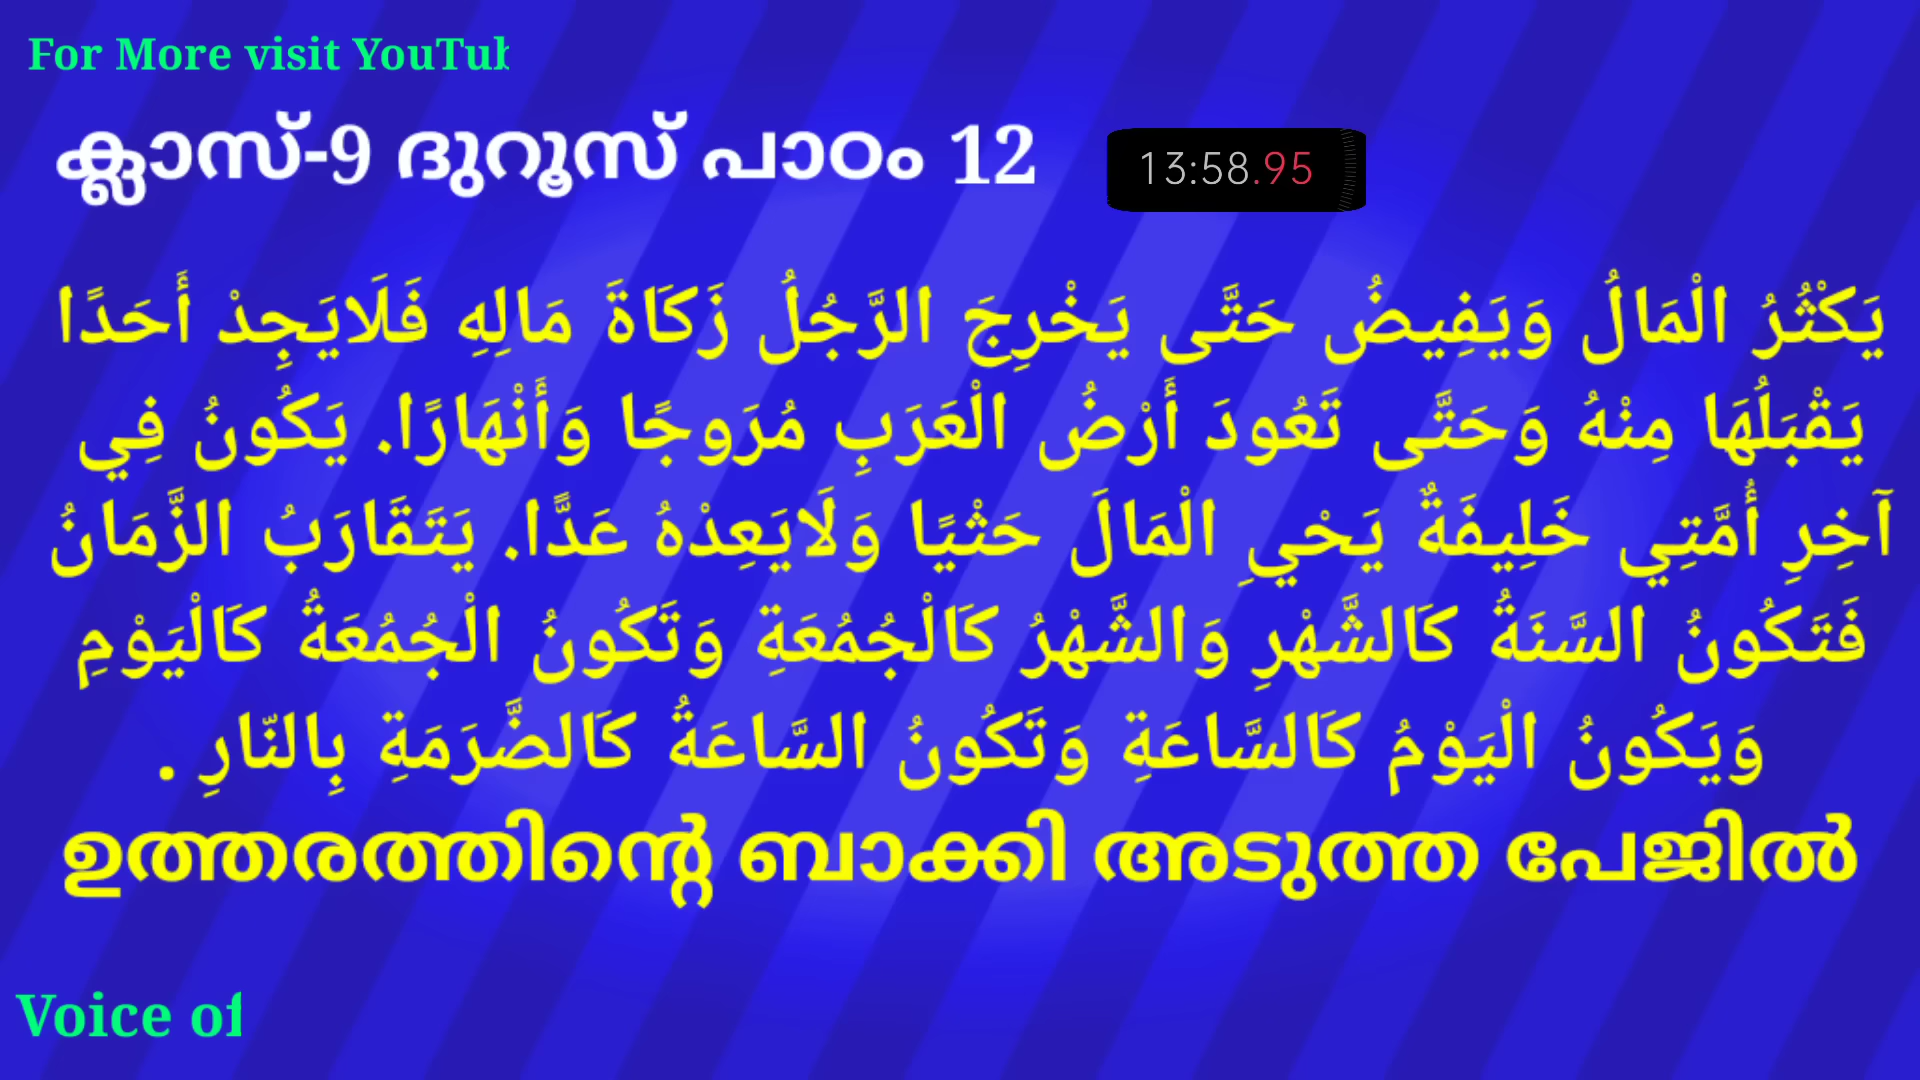 For More visit YouTub
ക്ലാസ്-9 ദുറൂസ് പാഠം 12
13:58.95
يَكْثُرُ الْمَالُ وَيَفِيضُ حَتَّى يَخْرِجَ الرَّجُلُ زَكَاةَ مَالِهِ فَلَايَجِدْ أَحَدًا
يَقْبَلُهَا مِنْهُ وَحَتَّى تَعُودَ أَرْضُ الْعَرَبِ مُرَوجًا وَأَنْهَارًا. يَكُونُ فِي
آخِرِ أُمَّتِي خَلِيفَةٌ يَحْيِ الْمَالَ حَثْيًا وَلَايَعِدْهُ عَدًّا. يَتَقَارَبُ الزَّمَانُ
فَتَكُونُ السَّنَةُ كَالشَّهْرِ وَالشَّهْرُ كَالْجُمُعَةِ وَتَكُونُ الْجُمُعَةُ كَالْيَوْمِ
وَيَكُونُ الْيَوْمُ كَالسَّاعَةِ وَتَكُونُ السَّاعَةُ كَالضَّرَمَةِ بِالنّارِ .
ഉത്തരത്തിന്റെ ബാക്കി അടുത്ത പേജിൽ
Voice of